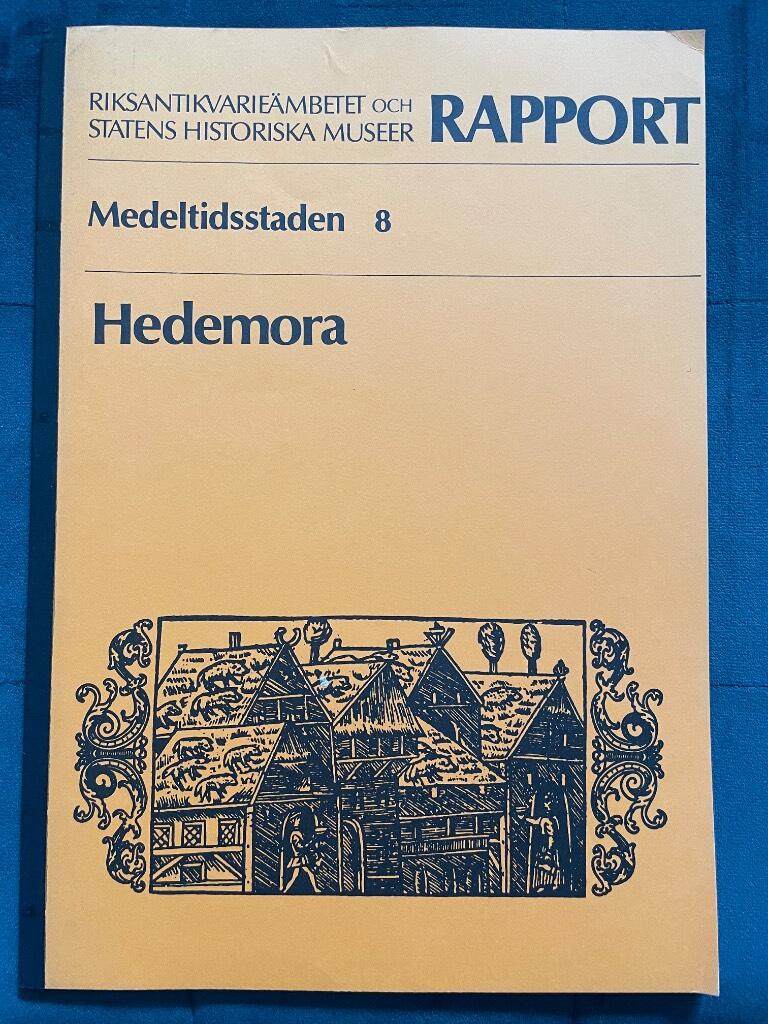 RIKSANTIKVARIEÄMBETET OCH
STATENS HISTORISKA MUSEER RAPPORT
Medeltidsstaden 8
Hedemora